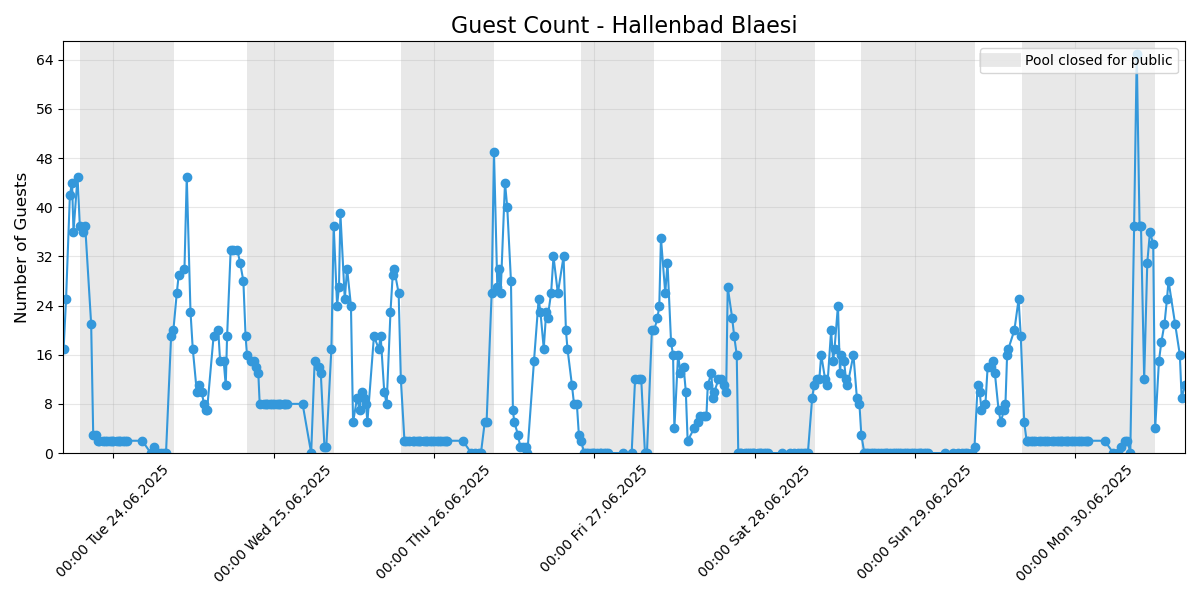 Guest Count - Hallenbad Blaesi
Pool closed for public
Number of Guests
64
56
48
40
32
24
16
8
0
00:00 Tue 24.06.2025
00:00 Wed 25.06.2025
00:00 Thu 26.06.2025
00:00 Fri 27.06.2025
00:00 Sat 28.06.2025
00:00 Sun 29.06.2025
00:00 Mon 30.06.2025